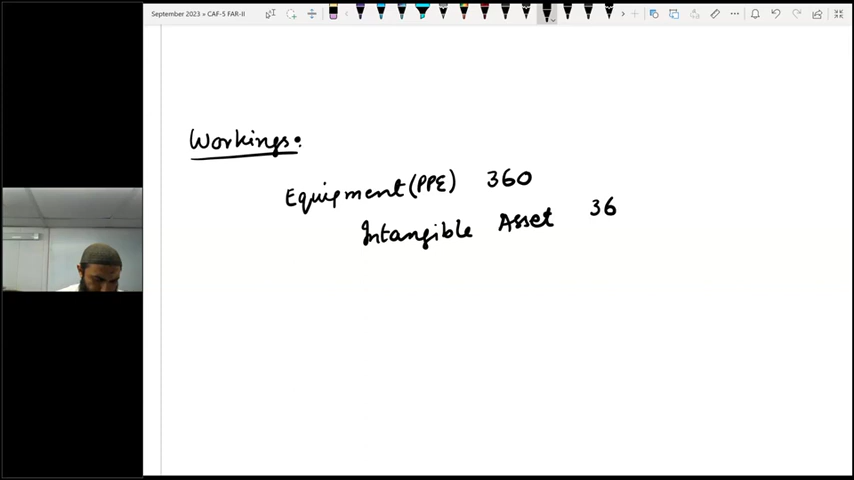 September 2023 » CAF-5 FAR-II
Workings:
Equipment (PPE) 360
Intangible Asset 36